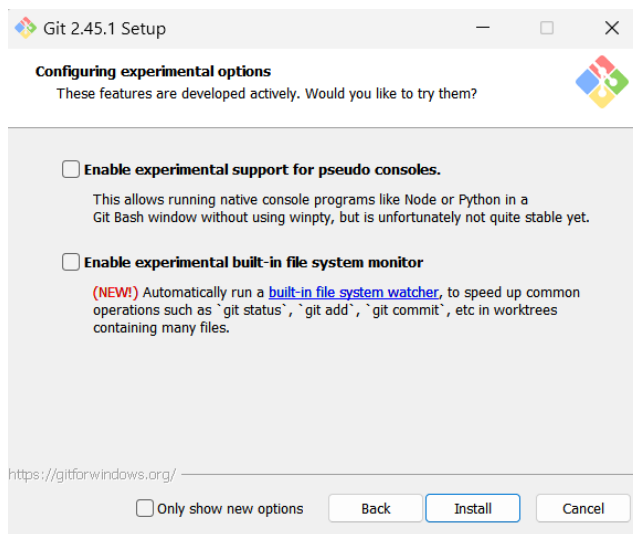 Git 2.45.1 Setup
Configuring experimental options
These features are developed actively. Would you like to try them?
Enable experimental support for pseudo consoles.
This allows running native console programs like Node or Python in a
Git Bash window without using winpty, but is unfortunately not quite stable yet.
Enable experimental built-in file system monitor
(NEW!) Automatically run a built-in file system watcher, to speed up common
operations such as `git status`, `git add`, `git commit`, etc in worktrees
containing many files.
https://gitforwindows.org/
Only show new options Back Install Cancel